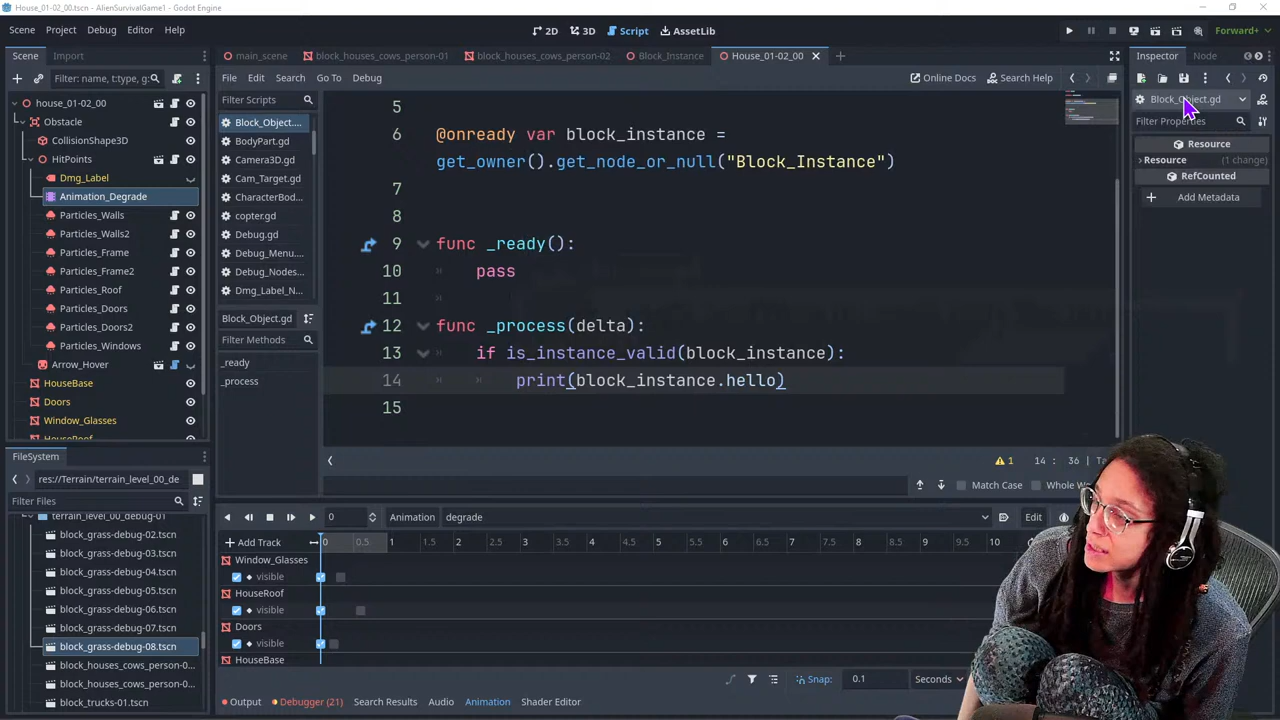 House_01-02_00.tscn - AlienSurvivalGame1 - Godot Engine
Scene Project Debug Editor Help
2D 3D Script AssetLib
Forward+
Scene Import
main_scene block_houses_cows_person-01 block_houses_cows_person-02 Block_Instance House_01-02_00
Inspector Node
Filter: name, t:type, g:
File Edit Search Go To Debug
Online Docs Search Help
house_01-02_00
Obstacle
CollisionShape3D
HitPoints
Dmg_Label
Animation_Degrade
Particles_Walls
Particles_Walls2
Particles_Frame
Particles_Frame2
Particles_Roof
Particles_Doors
Particles_Doors2
Particles_Windows
Arrow_Hover
HouseBase
Doors
Window_Glasses
HouseRoof
Filter Scripts
Block_Object....
BodyPart.gd
Camera3D.gd
Cam_Target.gd
CharacterBod...
copter.gd
Debug.gd
Debug_Menu....
Debug_Nodes...
Dmg_Label_N...
Block_Object.gd
Filter Methods
_ready
_process
5
6 @onready var block_instance =
get_owner().get_node_or_null("Block_Instance")
7
8
9 func _ready():
10 pass
11
12 func _process(delta):
13 if is_instance_valid(block_instance):
14 print(block_instance.hello)
15
1 14 : 36
Match Case Whole
Block_Object.gd
Filter Properties
Resource
Resource (1 change)
RefCounted
Add Metadata
FileSystem
res://Terrain/terrain_level_00_de
Filter Files
terrain_level_00_debug-01
block_grass-debug-02.tscn
block_grass-debug-03.tscn
block_grass-debug-04.tscn
block_grass-debug-05.tscn
block_grass-debug-06.tscn
block_grass-debug-07.tscn
block_grass-debug-08.tscn
block_houses_cows_person-0...
block_houses_cows_person-0...
block_trucks-01.tscn
0 Animation degrade Edit
Add Track 0 0.5 1 1.5 2 2.5 3 3.5 4 4.5 5 5.5 6 6.5 7 7.5 8 8.5 9 9.5 10
Window_Glasses
visible
HouseRoof
visible
Doors
visible
HouseBase
Snap: 0.1 Seconds
Output Debugger (21) Search Results Audio Animation Shader Editor